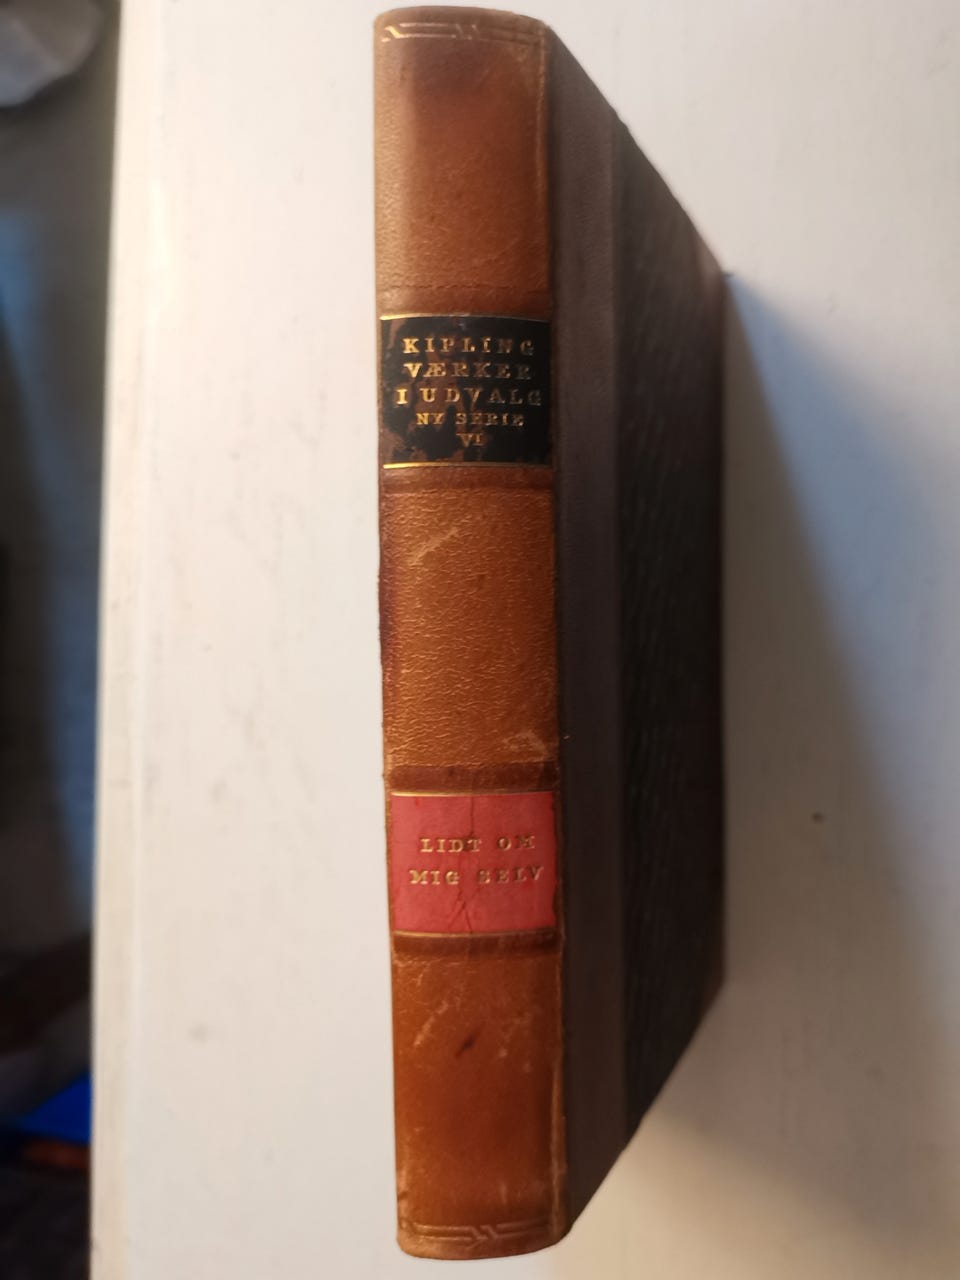 KIPLING
VÆRKER
I UDVALG
NY SERIE
VI
LIDT OM
MIG SELV